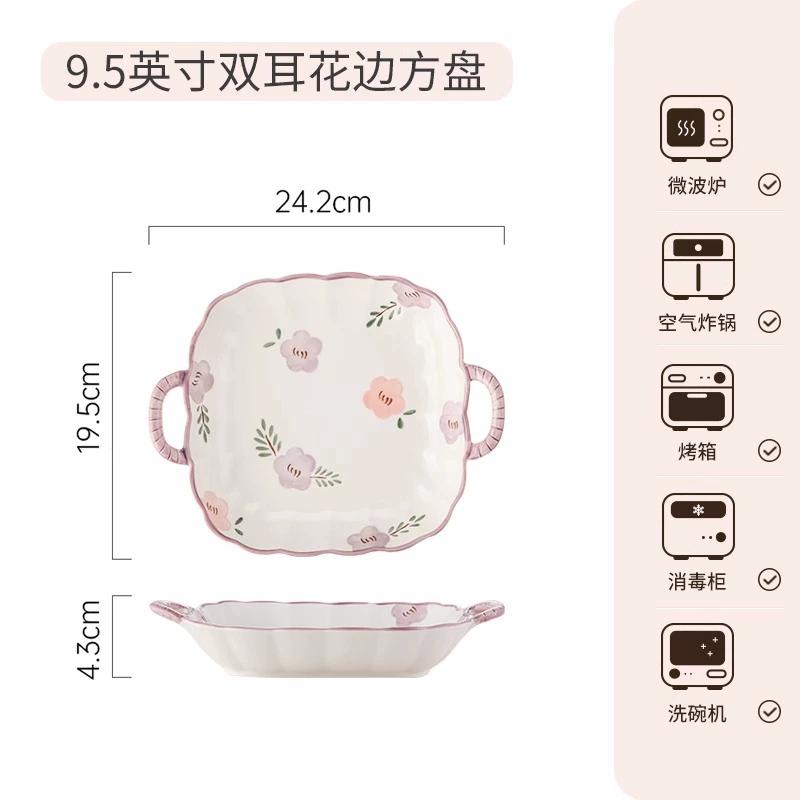 9.5英寸双耳花边方盘
24.2cm
19.5cm
4.3cm
微波炉
空气炸锅
烤箱
消毒柜
洗碗机